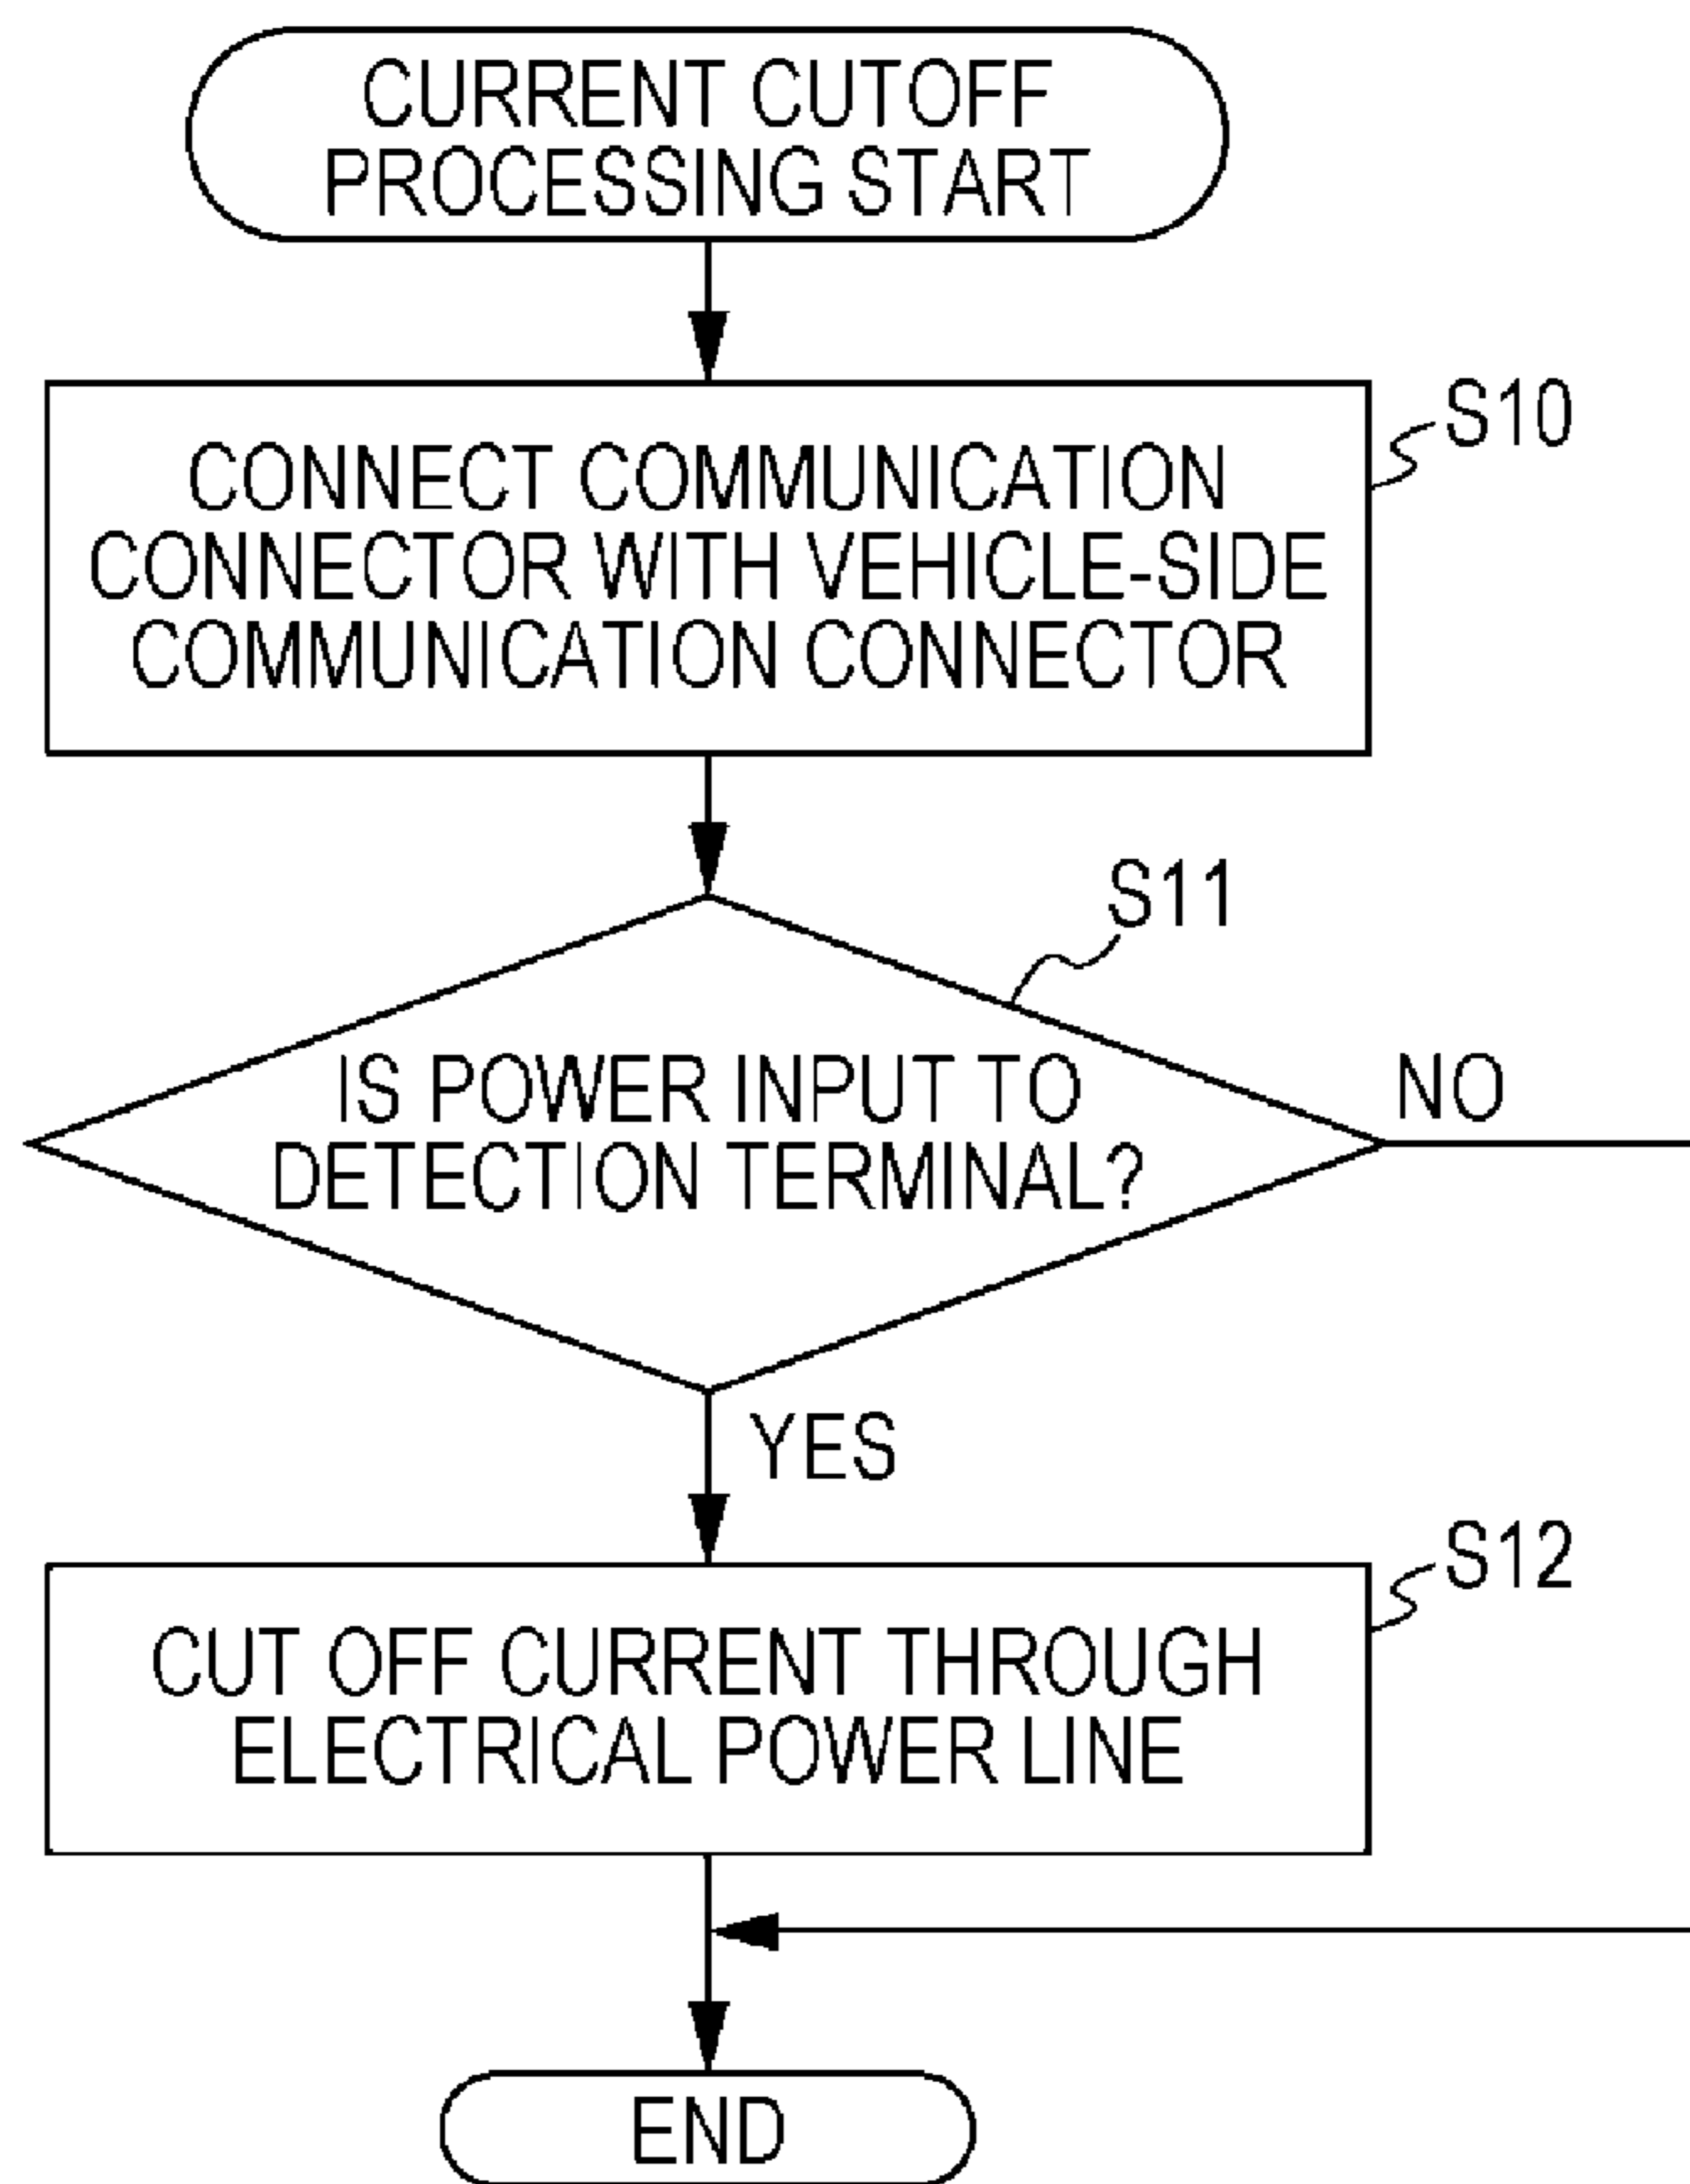 CURRENT CUTOFF
PROCESSING START
S10
CONNECT COMMUNICATION
CONNECTOR WITH VEHICLE-SIDE
COMMUNICATION CONNECTOR
S11
IS POWER INPUT TO
DETECTION TERMINAL?
NO
YES
S12
CUT OFF CURRENT THROUGH
ELECTRICAL POWER LINE
END